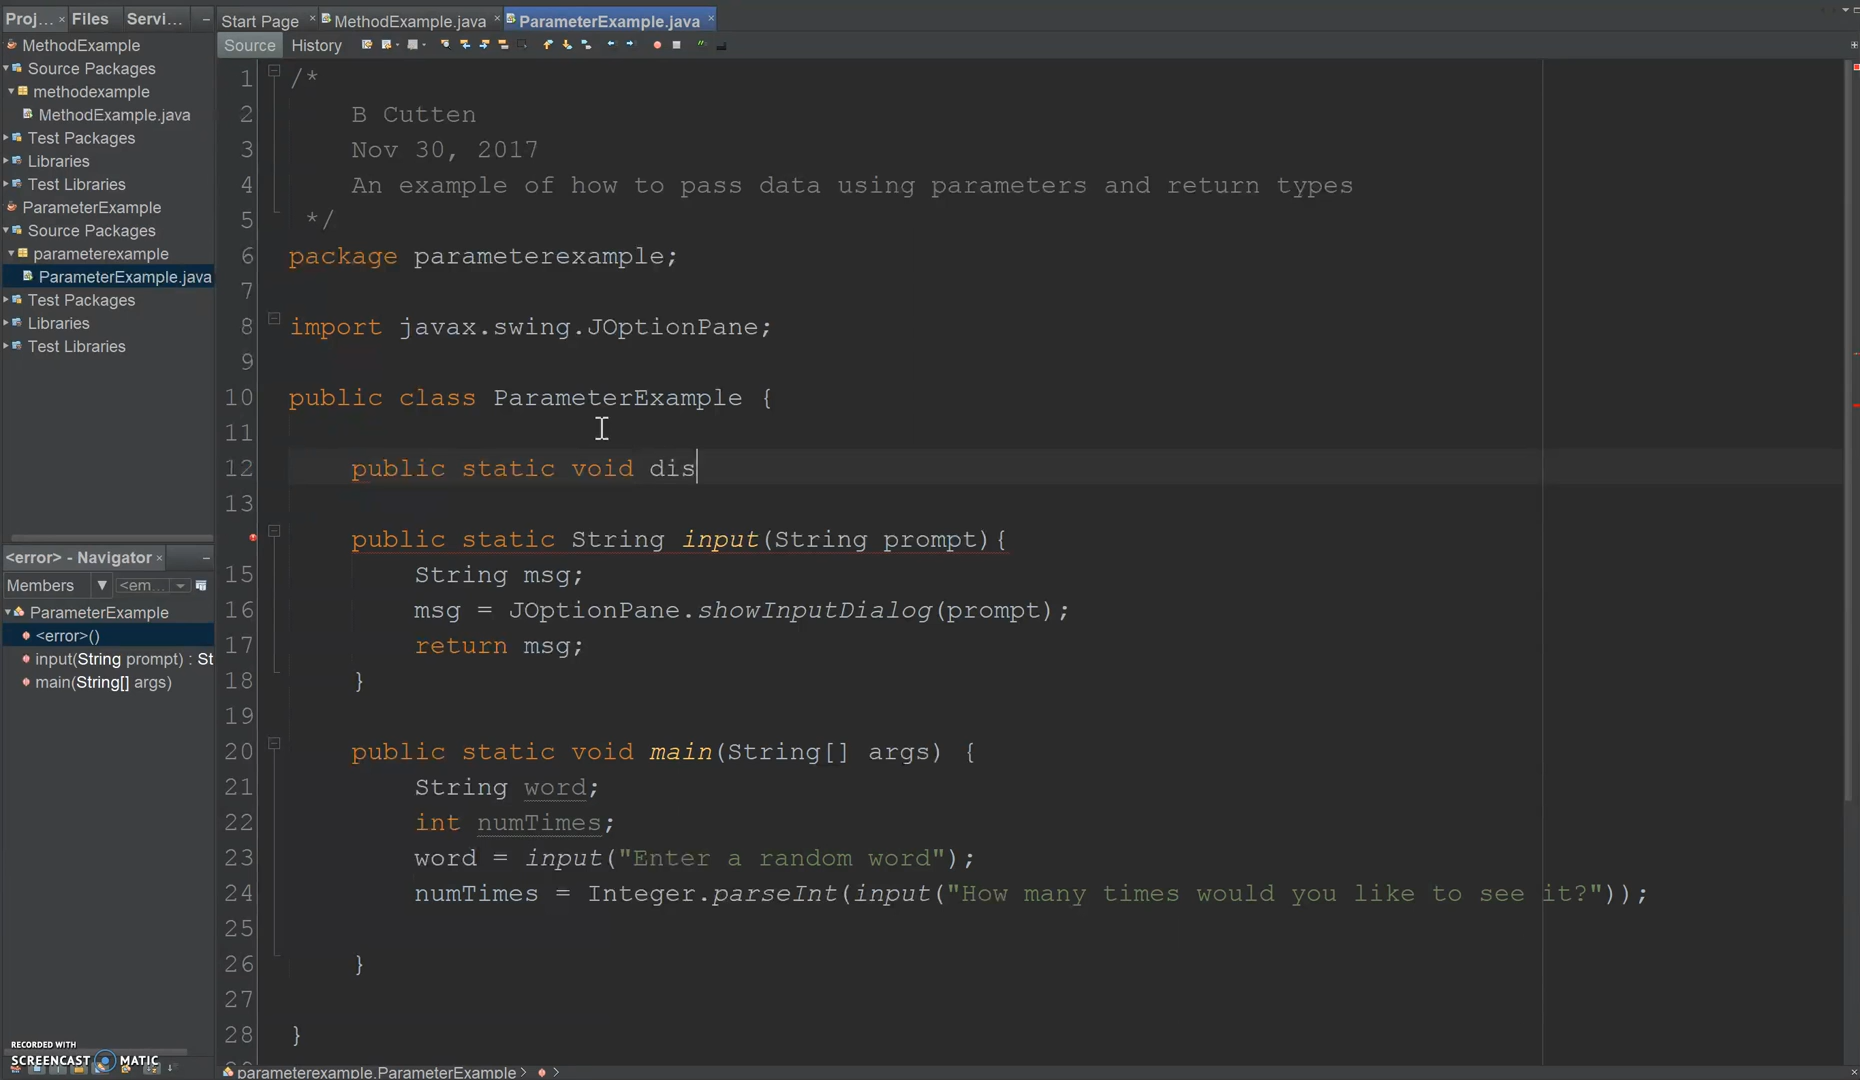 Proj... Files Servi...
MethodExample
Source Packages
methodexample
MethodExample.java
Test Packages
Libraries
Test Libraries
ParameterExample
Source Packages
parameterexample
ParameterExample.java
Test Packages
Libraries
Test Libraries
<error> - Navigator
Members <em...
ParameterExample
<error>()
input(String prompt) : St
main(String[] args)
RECORDED WITH
SCREENCAST MATIC
Start Page MethodExample.java ParameterExample.java
Source History
1 /*
2 B Cutten
3 Nov 30, 2017
4 An example of how to pass data using parameters and return types
5 */
6 package parameterexample;
7
8 import javax.swing.JOptionPane;
9
10 public class ParameterExample {
11
12 public static void dis
13
public static String input(String prompt){
15 String msg;
16 msg = JOptionPane.showInputDialog(prompt);
17 return msg;
18 }
19
20 public static void main(String[] args) {
21 String word;
22 int numTimes;
23 word = input("Enter a random word");
24 numTimes = Integer.parseInt(input("How many times would you like to see it?"));
25
26 }
27
28 }
parameterexample.ParameterExample